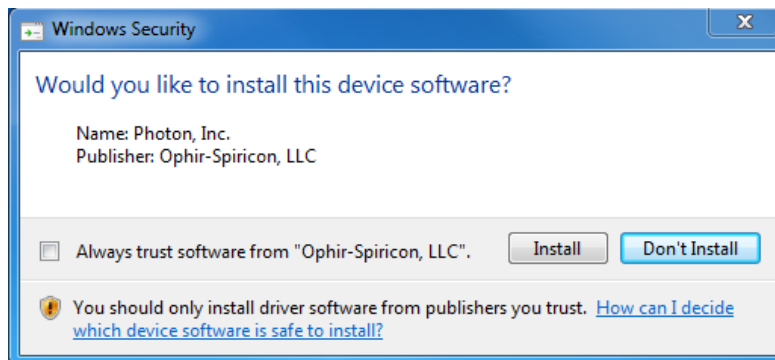 Windows Security
Would you like to install this device software?
Name: Photon, Inc.
Publisher: Ophir-Spiricon, LLC
Always trust software from "Ophir-Spiricon, LLC". Install Don't Install
You should only install driver software from publishers you trust. How can I decide
which device software is safe to install?